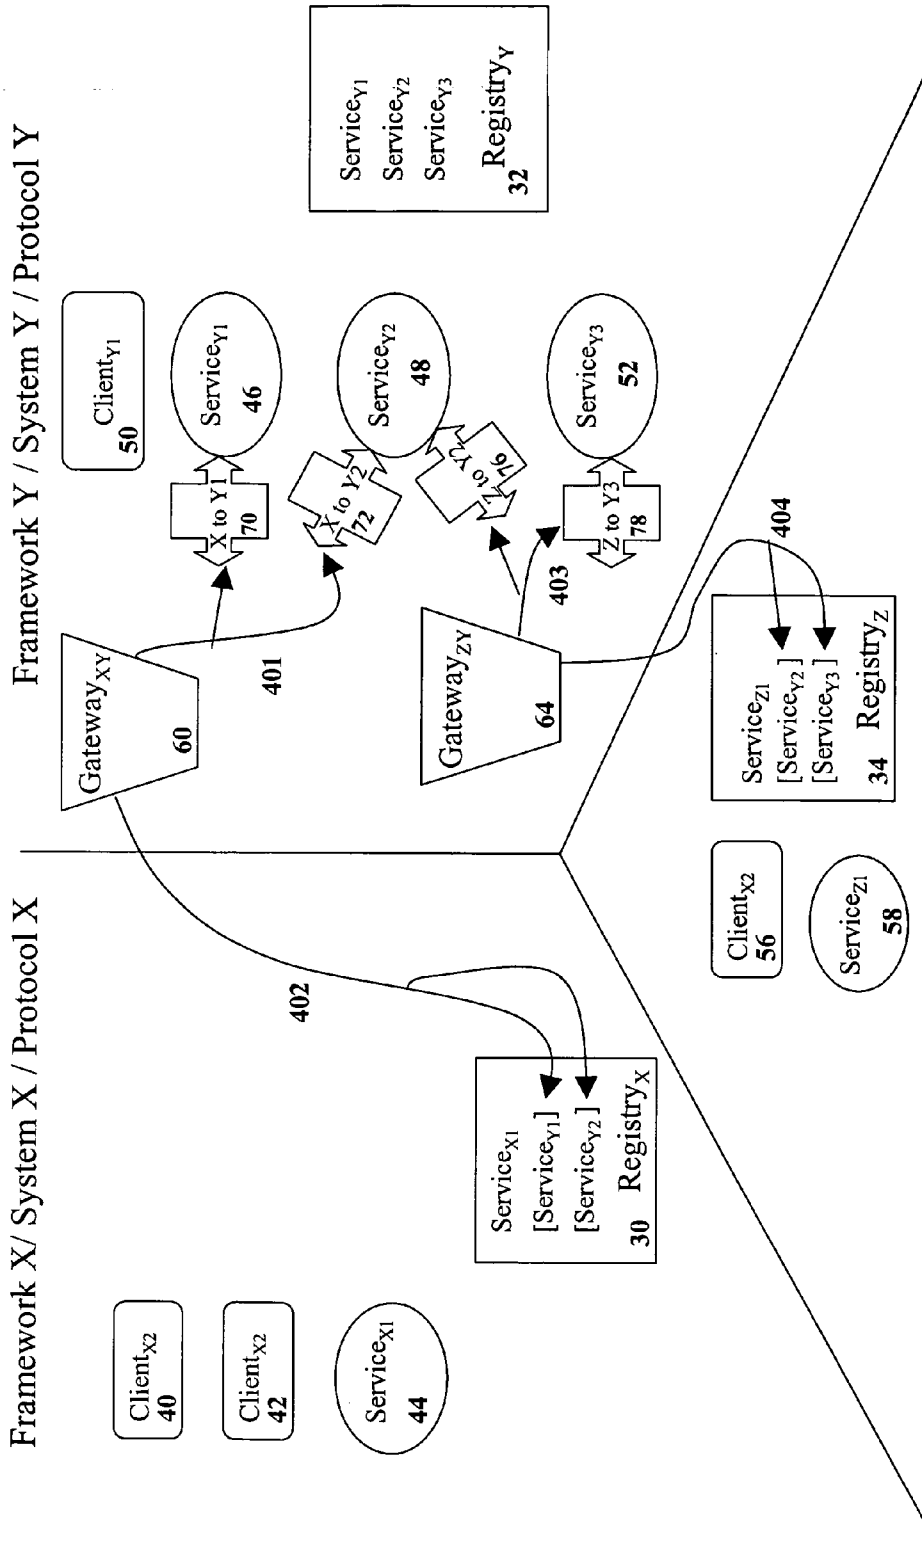 Framework X/ System X / Protocol X
Framework Y / System Y / Protocol Y
Client_X2
40
Client_X2
42
Service_X1
44
Service_X1
[Service_Y1]
[Service_Y2]
Registry_X
30
402
Gateway_XY
60
401
X to Y1
70
X to Y2
72
Client_Y1
50
Service_Y1
46
Service_Y2
48
Z to Y2
76
Gateway_ZY
64
403
Z to Y3
78
Service_Y3
52
Service_Y1
Service_Y2
Service_Y3
Registry_Y
32
404
Client_X2
56
Service_Z1
58
Service_Z1
[Service_Y2]
[Service_Y3]
Registry_Z
34